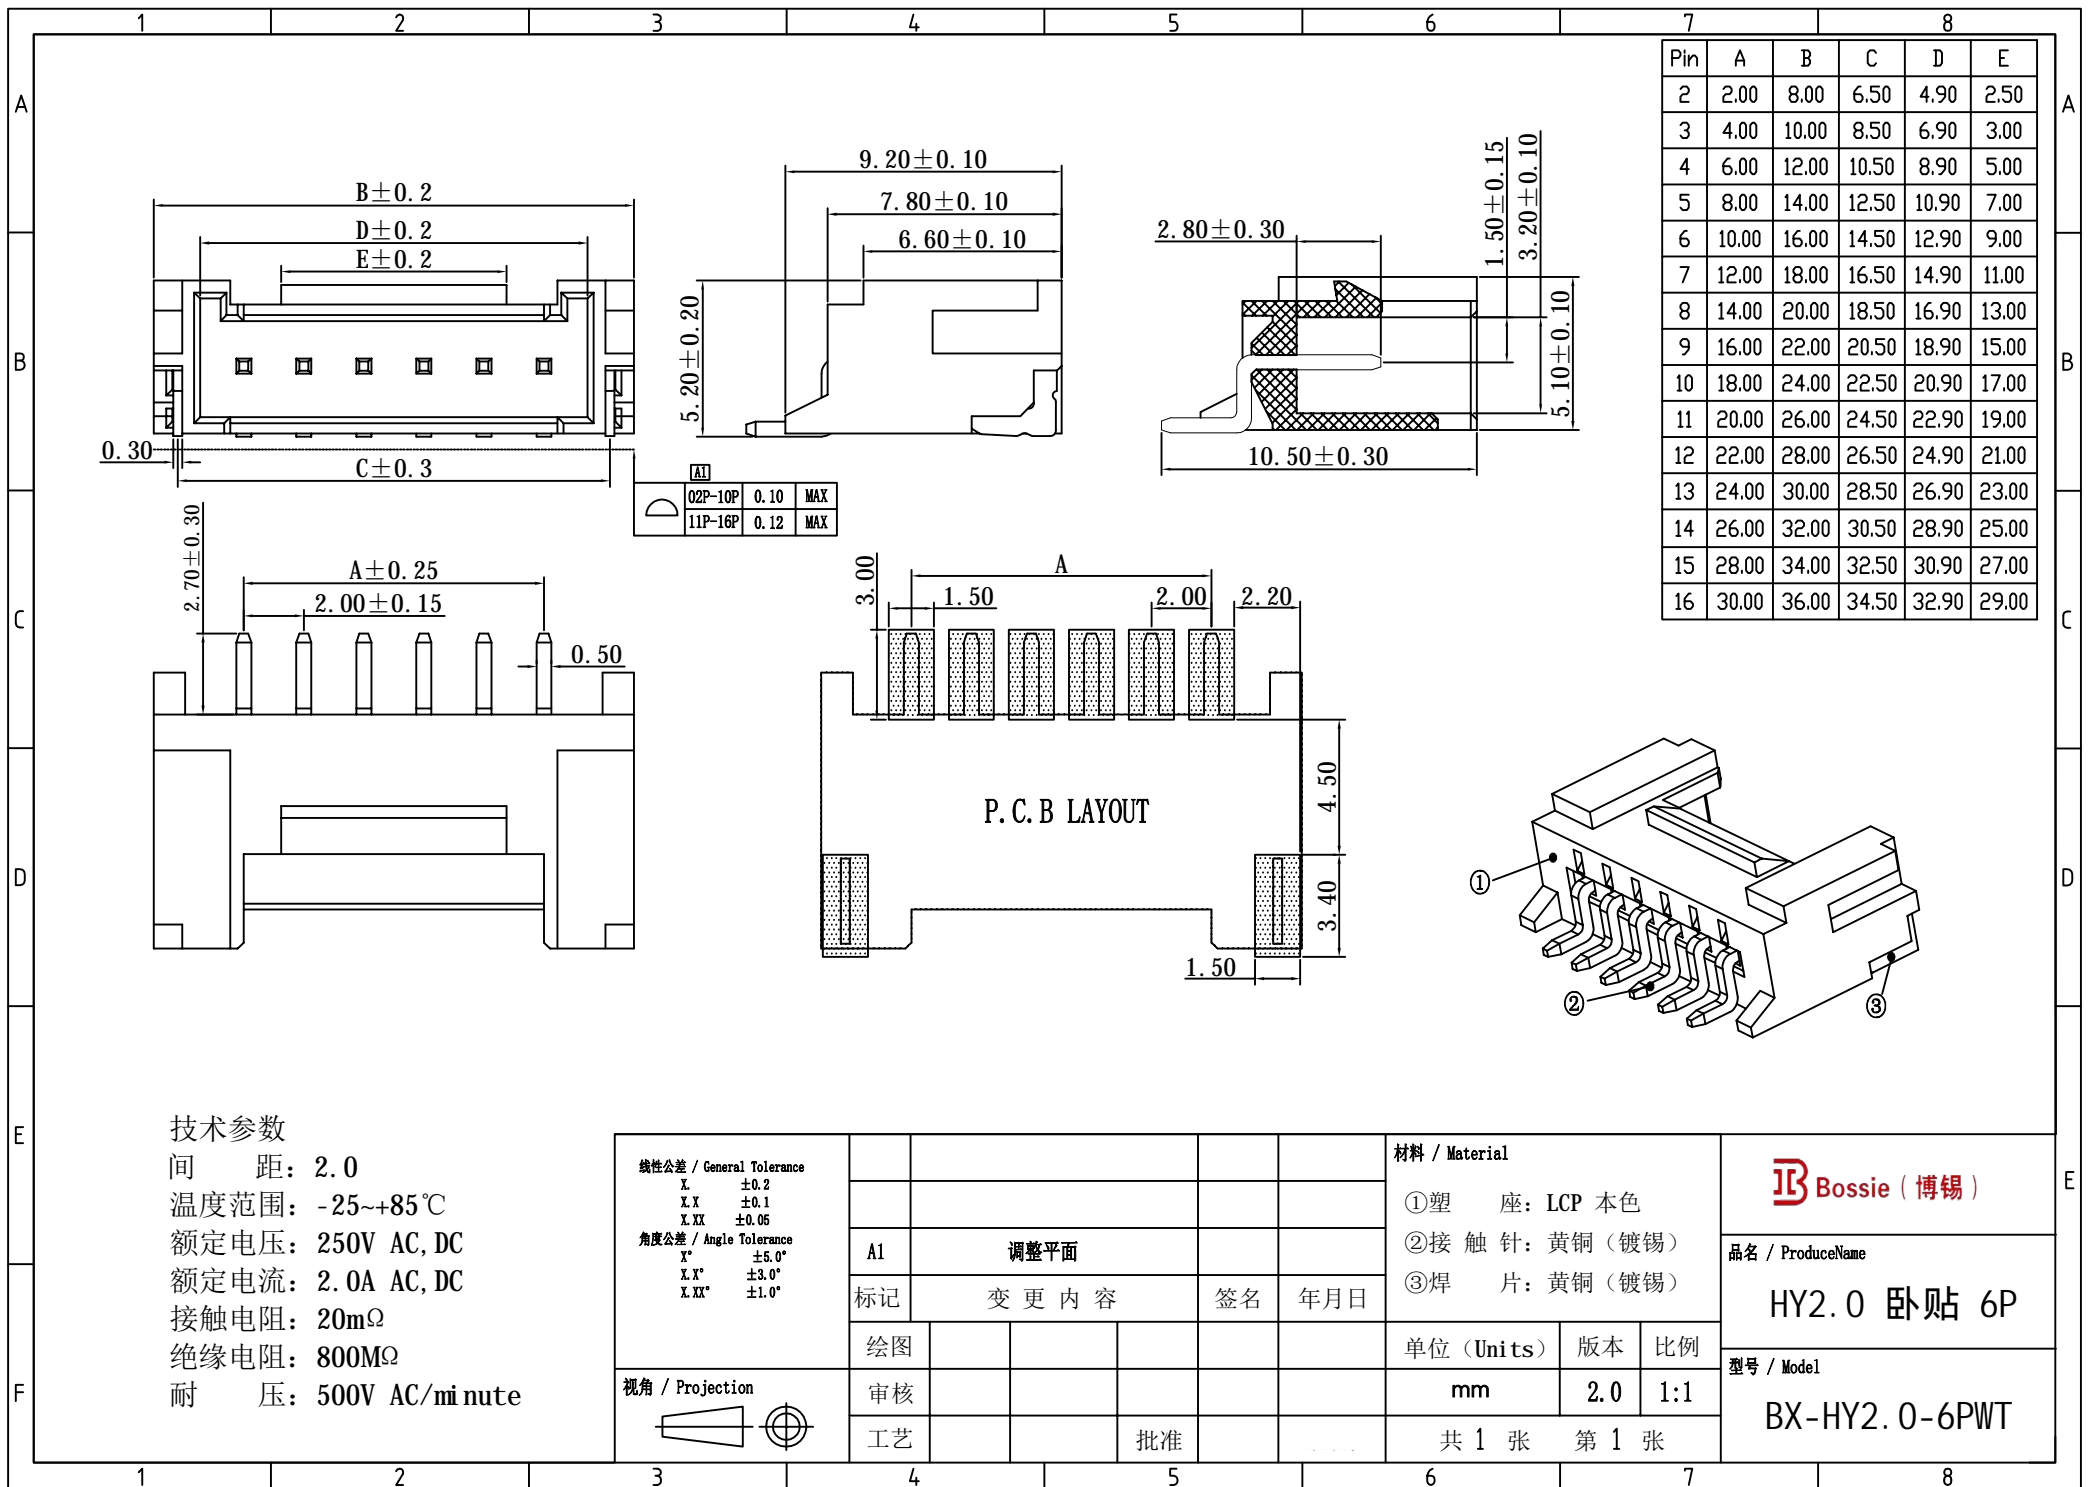 1 2 3 4 5 6 7 8
A
B
C
D
E
F
A
B
C
D
E
Pin A B C D E
2 2.00 8.00 6.50 4.90 2.50
3 4.00 10.00 8.50 6.90 3.00
4 6.00 12.00 10.50 8.90 5.00
5 8.00 14.00 12.50 10.90 7.00
6 10.00 16.00 14.50 12.90 9.00
7 12.00 18.00 16.50 14.90 11.00
8 14.00 20.00 18.50 16.90 13.00
9 16.00 22.00 20.50 18.90 15.00
10 18.00 24.00 22.50 20.90 17.00
11 20.00 26.00 24.50 22.90 19.00
12 22.00 28.00 26.50 24.90 21.00
13 24.00 30.00 28.50 26.90 23.00
14 26.00 32.00 30.50 28.90 25.00
15 28.00 34.00 32.50 30.90 27.00
16 30.00 36.00 34.50 32.90 29.00
B±0.2
D±0.2
E±0.2
0.30
C±0.3
A1
02P-10P 0.10 MAX
11P-16P 0.12 MAX
9.20±0.10
7.80±0.10
6.60±0.10
5.20±0.20
2.80±0.30
1.50±0.15
3.20±0.10
5.10±0.10
10.50±0.30
2.70±0.30
A±0.25
2.00±0.15
0.50
3.00
A
1.50
2.00
2.20
4.50
P.C.B LAYOUT
3.40
1.50
①
②
③
技术参数
间 距：2.0
温度范围：-25~+85℃
额定电压：250V AC,DC
额定电流：2.0A AC,DC
接触电阻：20mΩ
绝缘电阻：800MΩ
耐 压：500V AC/minute
线性公差 / General Tolerance
X. ±0.2
X.X ±0.1
X.XX ±0.05
角度公差 / Angle Tolerance
X° ±5.0°
X.X° ±3.0°
X.XX° ±1.0°
视角 / Projection
A1 调整平面
标记 变 更 内 容 签名 年月日
绘图
审核
工艺 批准
材料 / Material
①塑 座：LCP 本色
②接 触 针：黄铜（镀锡）
③焊 片：黄铜（镀锡）
单位（Units） 版本 比例
mm 2.0 1:1
共 1 张 第 1 张
Bossie（博锡）
品名 / ProduceName
HY2.0 卧贴 6P
型号 / Model
BX-HY2.0-6PWT
1 2 3 4 5 6 7 8